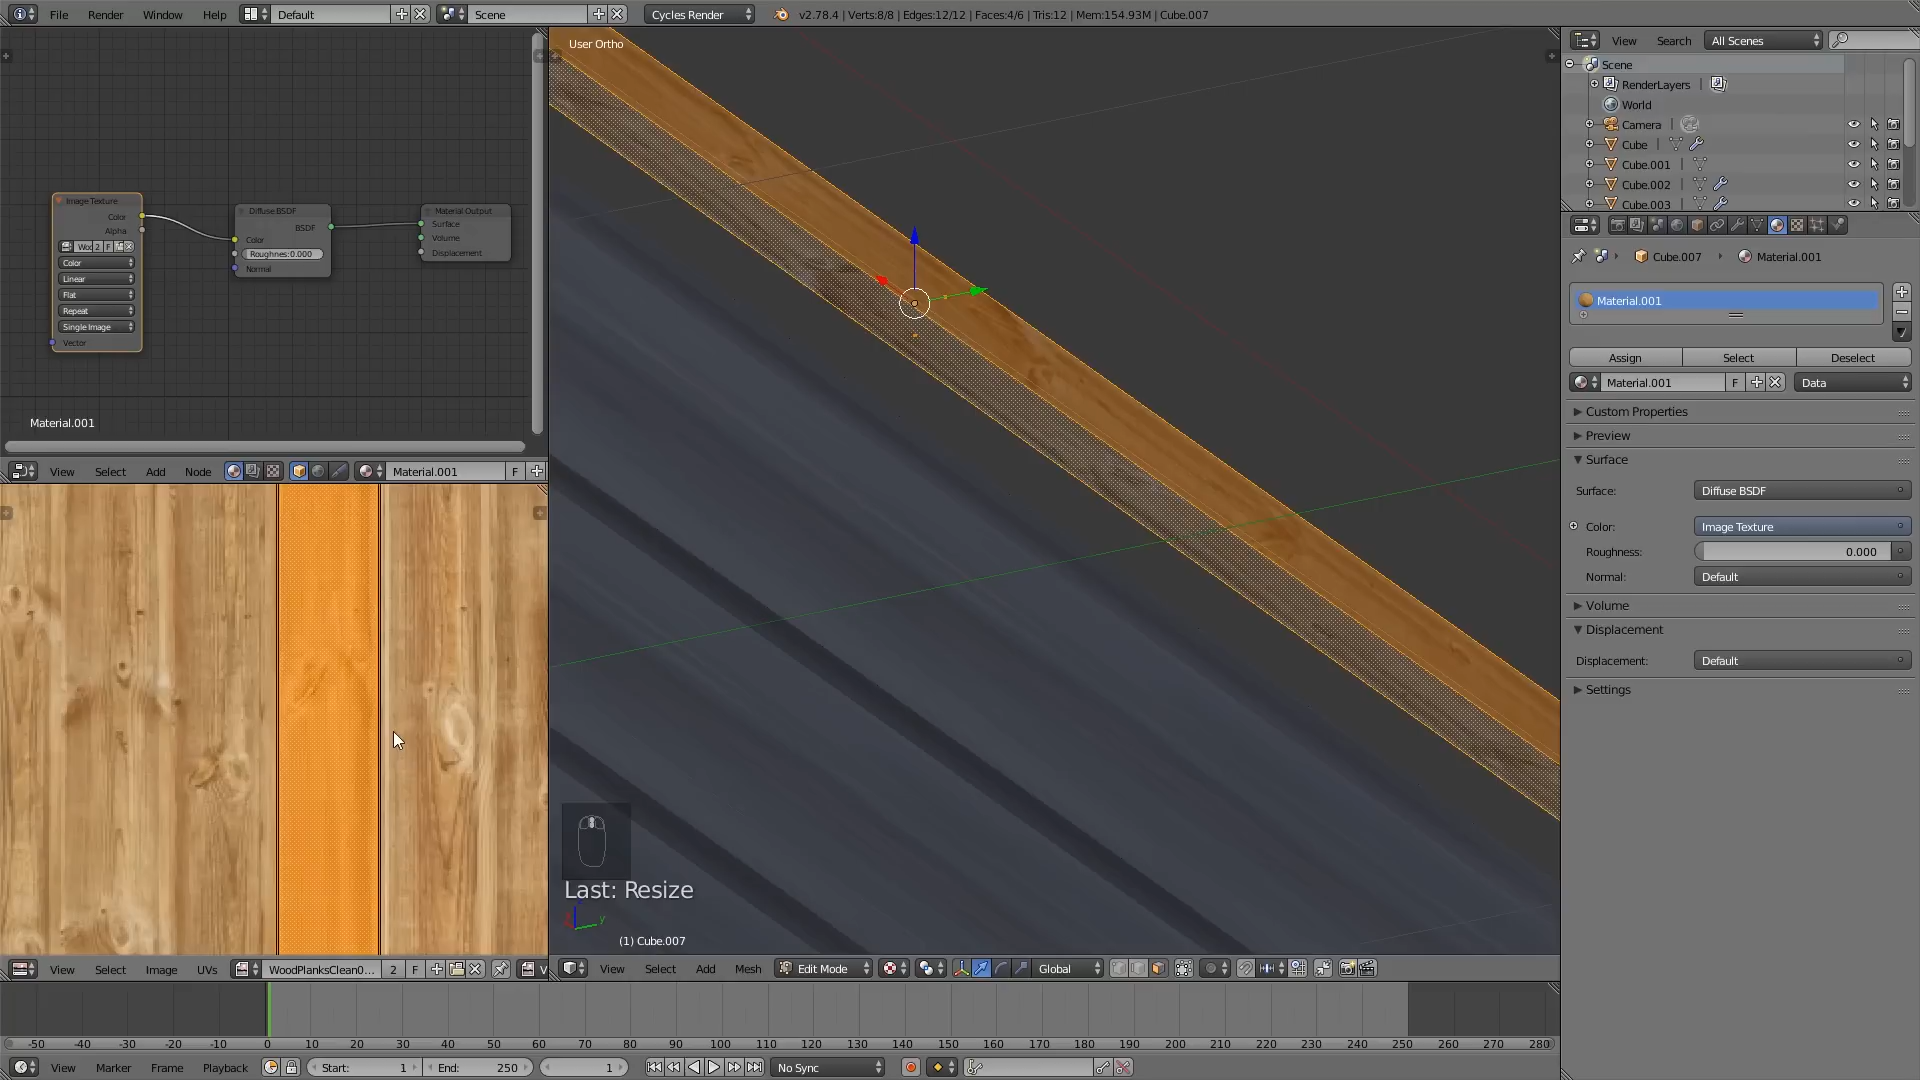 File Render Window Help Default Scene Cycles Render v2.78.4 | Verts:8/8 | Edges:12/12 | Faces:4/6 | Tris:12 | Mem:154.93M | Cube.007
User Ortho
View Search All Scenes
Scene
RenderLayers
World
Camera
Cube
Cube.001
Cube.002
Cube.003
Image Texture
Color
Alpha
2 F
Color
Linear
Flat
Repeat
Single Image
Vector
Diffuse BSDF
BSDF
Color
Roughness:0.000
Normal
Material Output
Surface
Volume
Displacement
Material.001
View Select Add Node Material.001 F
Cube.007 Material.001
Material.001
Assign Select Deselect
Material.001 F Data
Custom Properties
Preview
Surface
Surface: Diffuse BSDF
Color: Image Texture
Roughness: 0.000
Normal: Default
Volume
Displacement
Displacement: Default
Settings
Last: Resize
y
(1) Cube.007
View Select Image UVs WoodPlanksClean0... 2 F V
View Select Add Mesh Edit Mode Global
-50 -40 -30 -20 -10 0 10 20 30 40 50 60 70 80 90 100 110 120 130 140 150 160 170 180 190 200 210 220 230 240 250 260 270 280
View Marker Frame Playback Start: 1 End: 250 1 No Sync